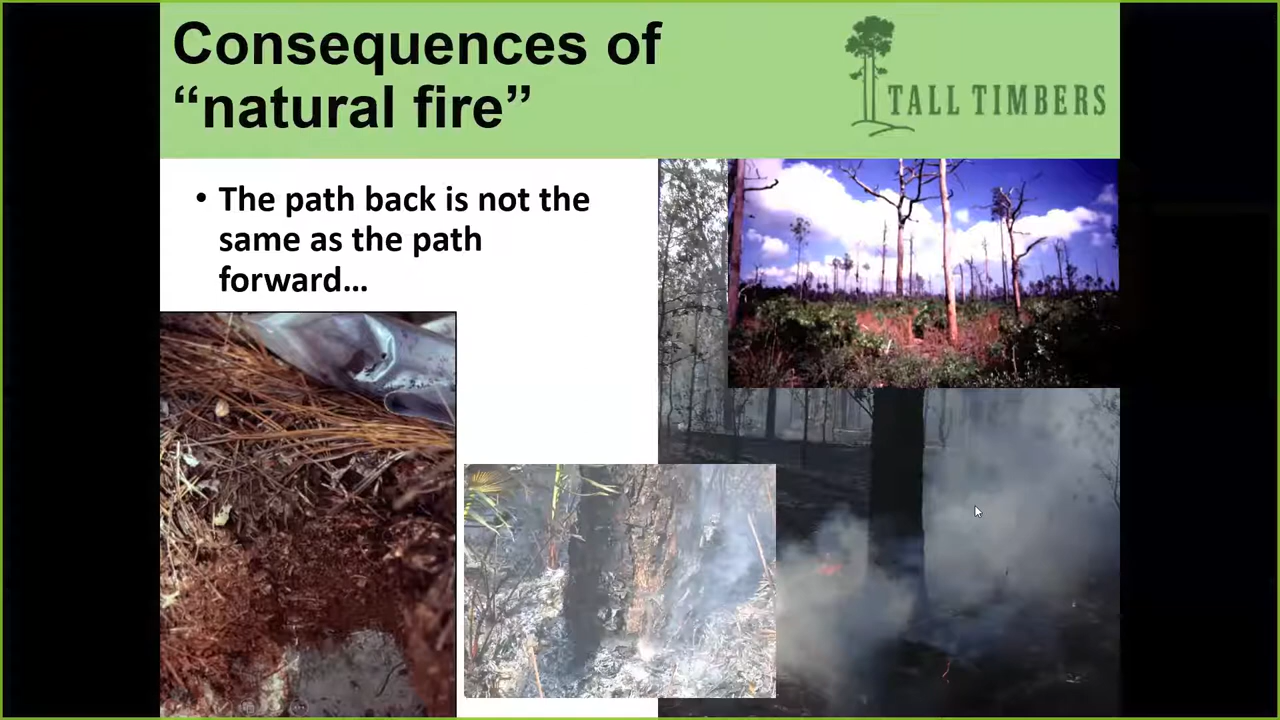 Consequences of
“natural fire”
TALL TIMBERS
• The path back is not the
same as the path
forward...